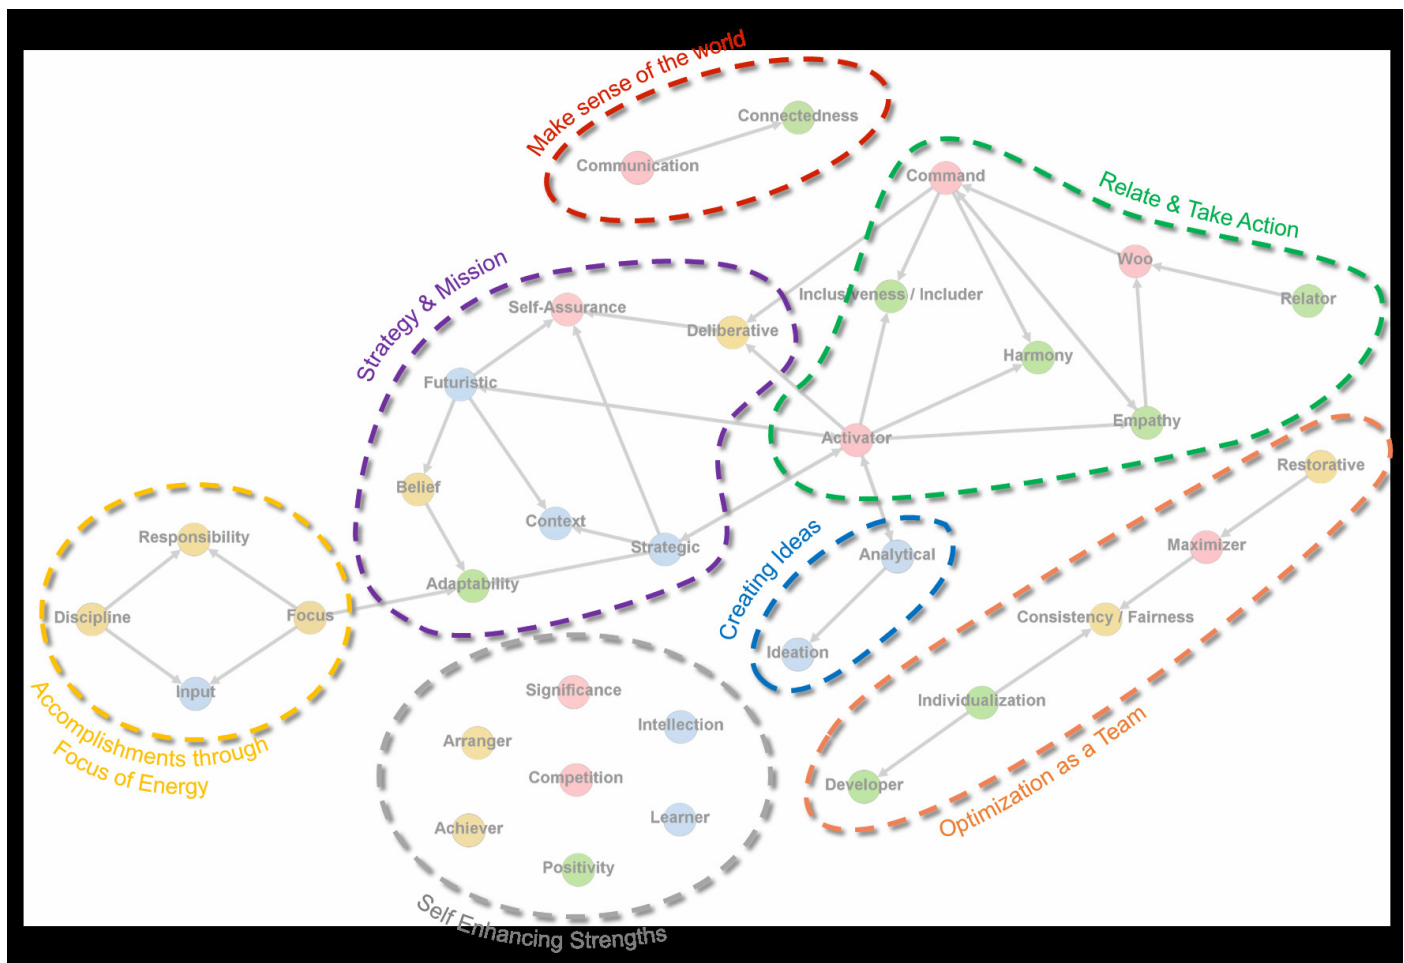 Make sense of the world
Connectedness
Communication
Command
Relate & Take Action
Woo
Relator
Inclusiveness / Includer
Harmony
Empathy
Activator
Strategy & Mission
Self-Assurance
Deliberative
Futuristic
Belief
Context
Strategic
Adaptability
Responsibility
Discipline
Focus
Input
Accomplishments through
Focus of Energy
Creating Ideas
Analytical
Ideation
Restorative
Maximizer
Consistency / Fairness
Individualization
Developer
Optimization as a Team
Significance
Intellection
Arranger
Competition
Achiever
Learner
Positivity
Self Enhancing Strengths